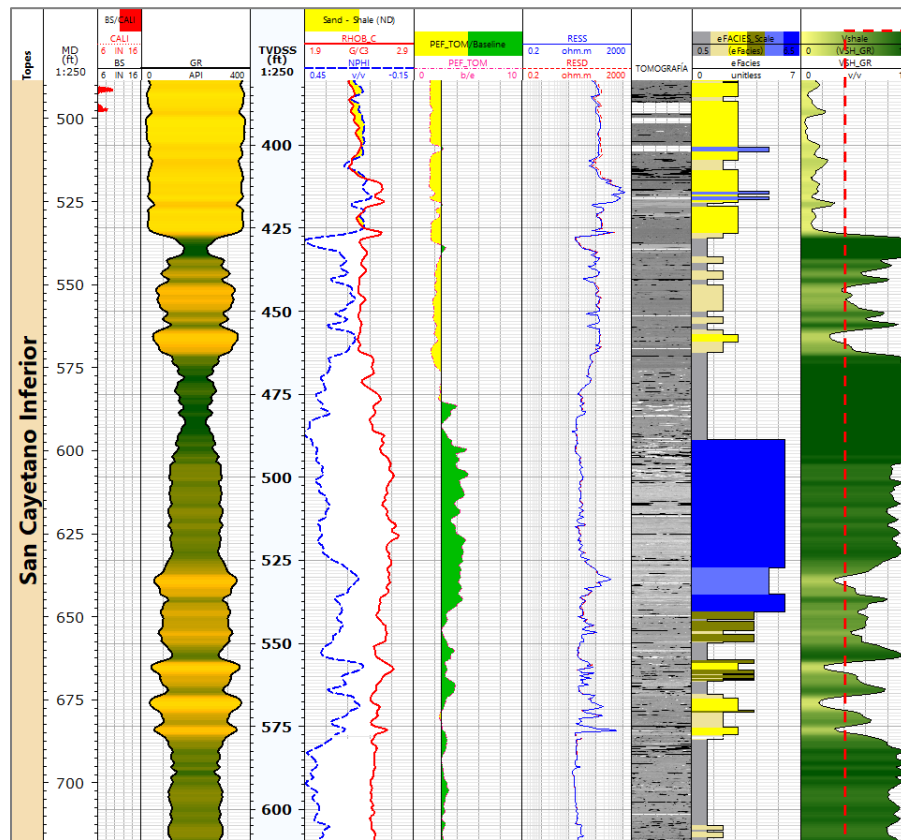 Topes
MD
(ft)
1:250
BS/CALI
CALI
6 IN 16
BS
6 IN 16
GR
0 API 400
TVDSS
(ft)
1:250
Sand - Shale (ND)
RHOB_C
1.9 G/C3 2.9
NPHI
0.45 v/v -0.15
PEF_TOM/Baseline
PEF_TOM
0 b/e 10
RESS
0.2 ohm.m 2000
RESD
0.2 ohm.m 2000
TOMOGRAFÍA
eFACIES_Scale
0.5 (eFacies)
eFacies
0 unitless 7
Vshale
0 (VSH_GR) 1
VSH_GR
0 v/v 1
San Cayetano Inferior
500
525
550
575
600
625
650
675
700
400
425
450
475
500
525
550
575
600